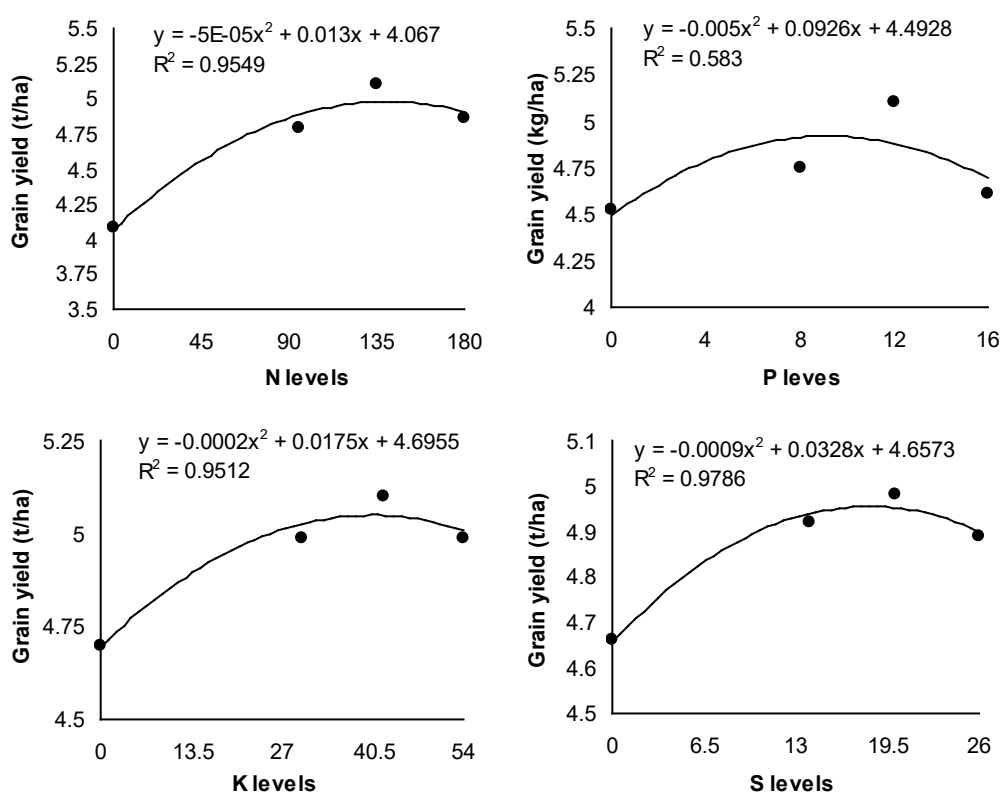 y = -5E-05x² + 0.013x + 4.067
R² = 0.9549
Grain yield (t/ha)
5.5
5.25
5
4.75
4.5
4.25
4
3.75
3.5
0 45 90 135 180
N levels
y = -0.005x² + 0.0926x + 4.4928
R² = 0.583
Grain yield (kg/ha)
5.5
5.25
5
4.75
4.5
4.25
4
0 4 8 12 16
P leves
y = -0.0002x² + 0.0175x + 4.6955
R² = 0.9512
Grain yield (t/ha)
5.25
5
4.75
4.5
0 13.5 27 40.5 54
K levels
y = -0.0009x² + 0.0328x + 4.6573
R² = 0.9786
Grain yield (t/ha)
5.1
5
4.9
4.8
4.7
4.6
4.5
0 6.5 13 19.5 26
S levels